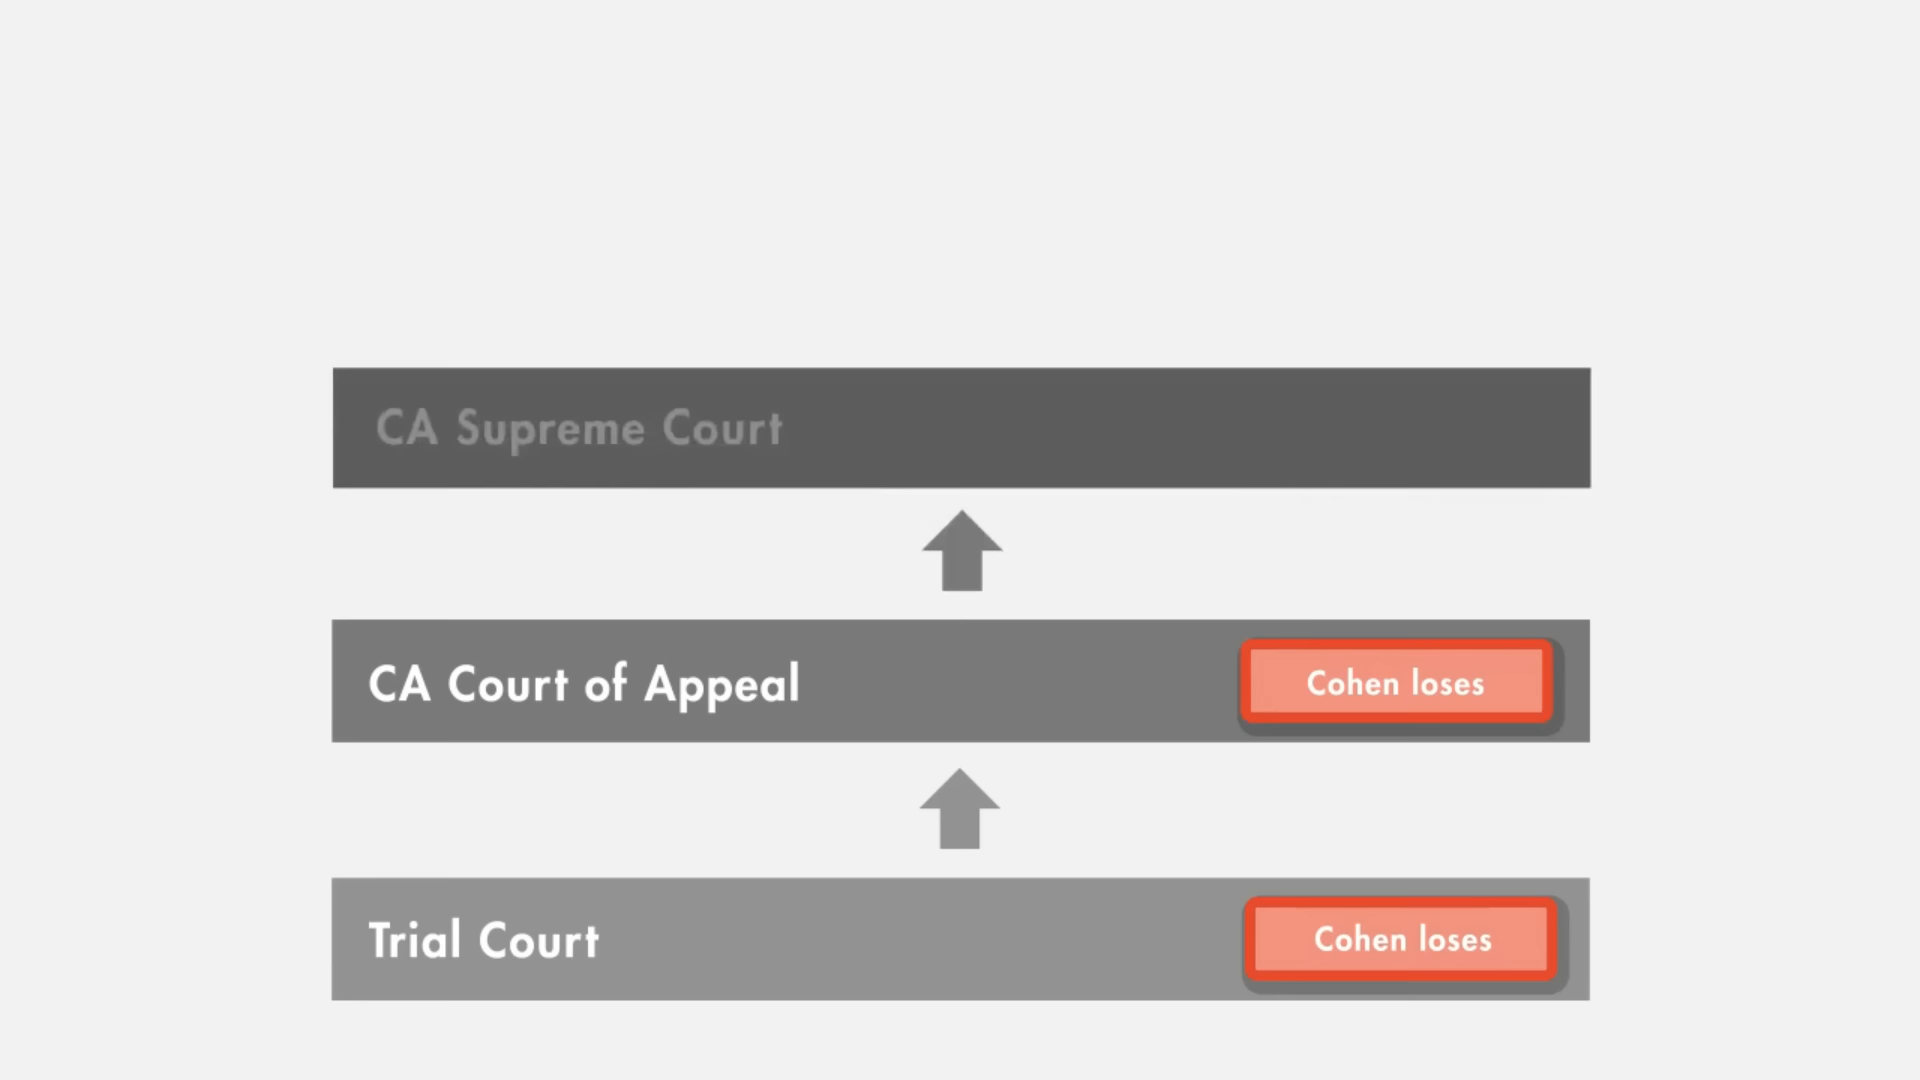 CA Supreme Court
CA Court of Appeal
Cohen loses
Trial Court
Cohen loses